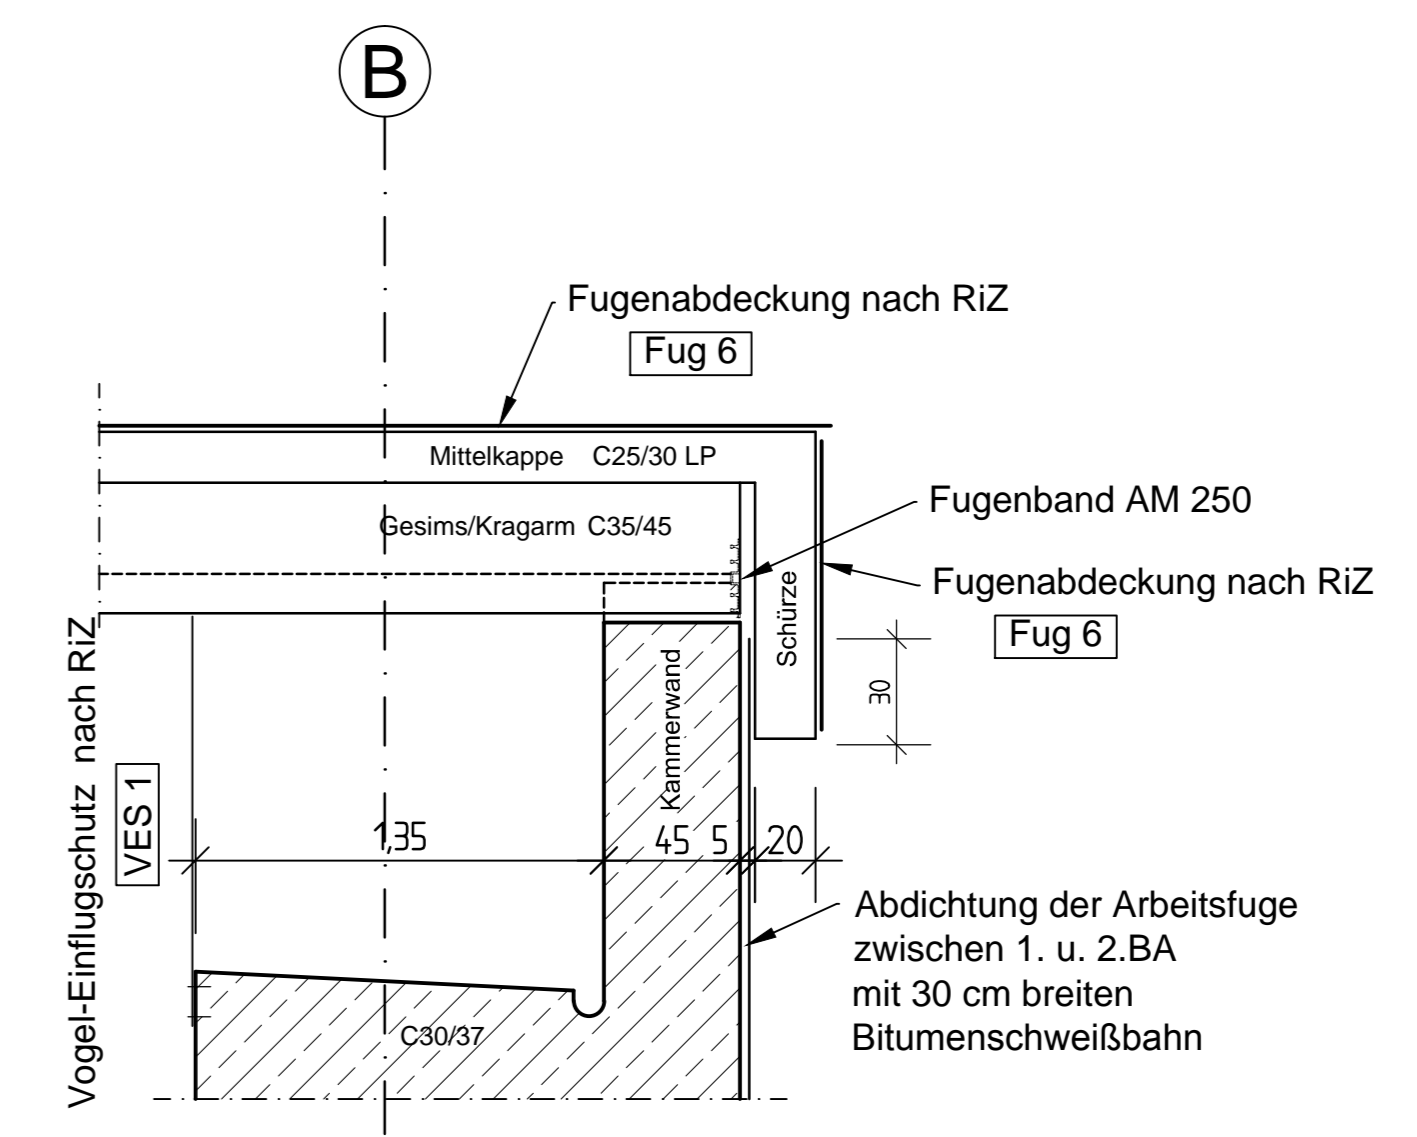 B
Fugenabdeckung nach RiZ
Fug 6
Mittelkappe C25/30 LP
Gesims/Kragarm C35/45
Fugenband AM 250
Fugenabdeckung nach RiZ
Fug 6
Schürze
Kammerwand
30
Vogel-Einflugschutz nach RiZ
VES 1
1,35 45 5 20
Abdichtung der Arbeitsfuge
zwischen 1. u. 2.BA
mit 30 cm breiten
Bitumenschweißbahn
C30/37